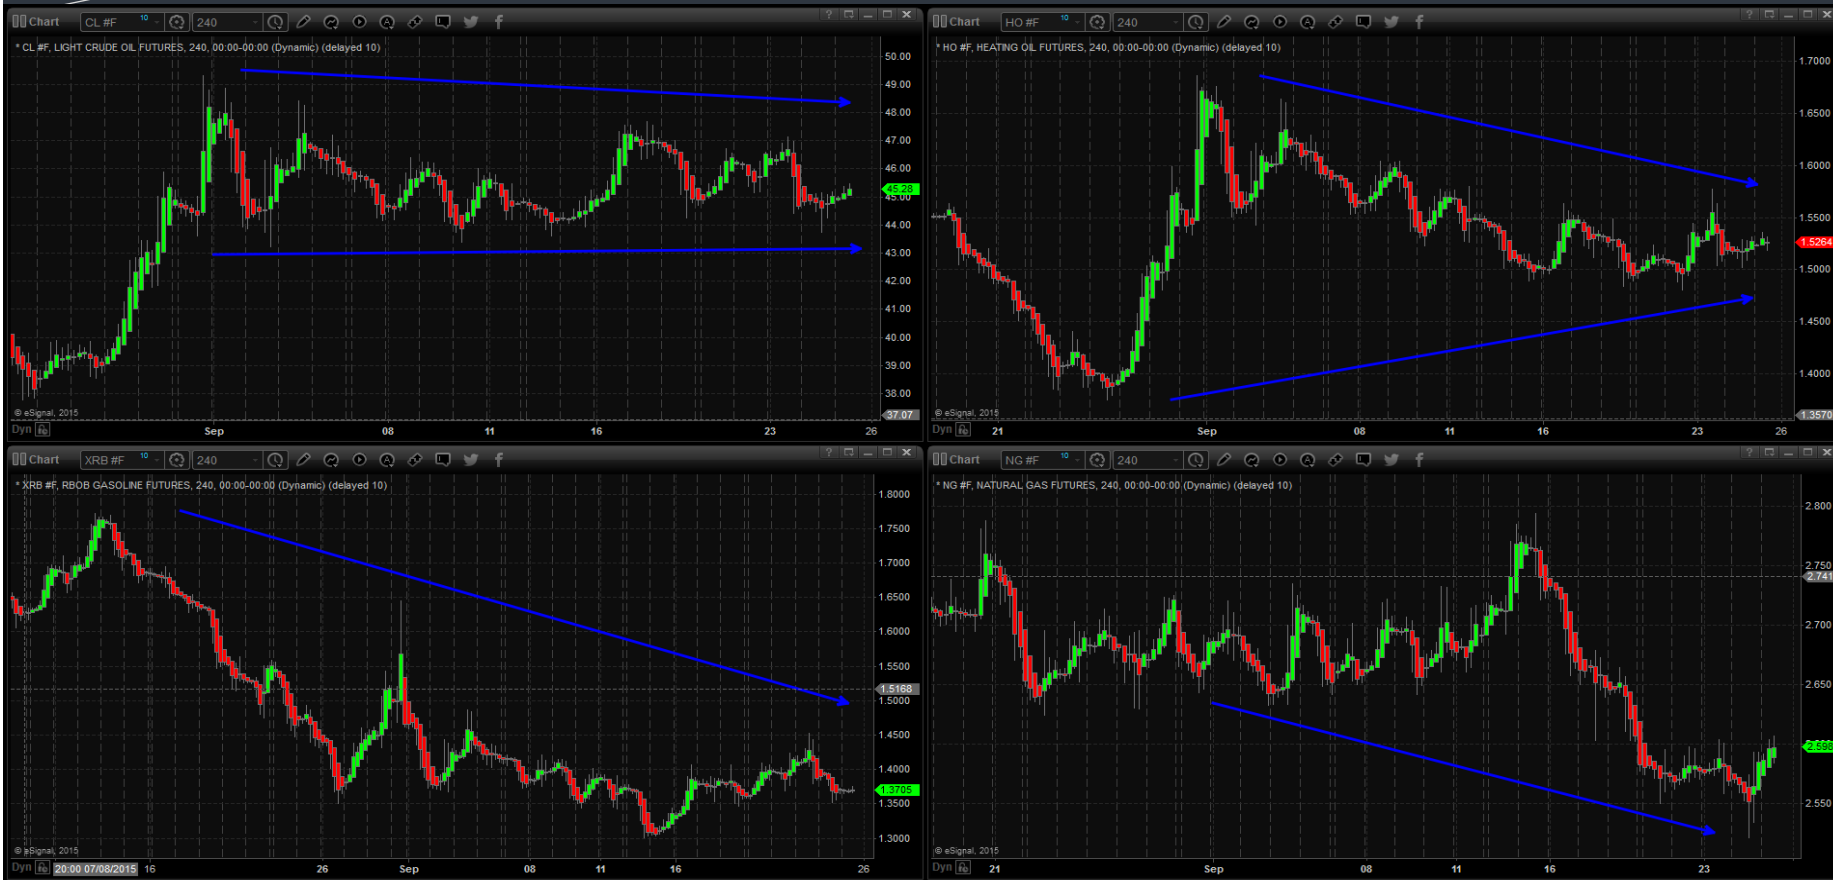 Chart CL #F 10 240
* CL #F, LIGHT CRUDE OIL FUTURES, 240, 00:00-00:00 (Dynamic) (delayed 10)
50.00
49.00
48.00
47.00
46.00
45.28
45.00
44.00
43.00
42.00
41.00
40.00
39.00
38.00
37.07
© eSignal, 2015
Dyn
Sep 08 11 16 23 26
Chart HO #F 10 240
* HO #F, HEATING OIL FUTURES, 240, 00:00-00:00 (Dynamic) (delayed 10)
1.7000
1.6500
1.6000
1.5500
1.5264
1.5000
1.4500
1.4000
1.3570
© eSignal, 2015
Dyn 21 Sep 08 11 16 23 26
Chart XRB #F 10 240
* XRB #F, RBOB GASOLINE FUTURES, 240, 00:00-00:00 (Dynamic) (delayed 10)
1.8000
1.7500
1.7000
1.6500
1.6000
1.5500
1.5168
1.5000
1.4500
1.4000
1.3705
1.3500
1.3000
© eSignal, 2015
Dyn 20:00 07/08/2015 16 26 Sep 08 11 16 26
Chart NG #F 10 240
* NG #F, NATURAL GAS FUTURES, 240, 00:00-00:00 (Dynamic) (delayed 10)
2.800
2.750
2.741
2.700
2.650
2.598
2.550
© eSignal, 2015
Dyn 21 Sep 08 11 16 23